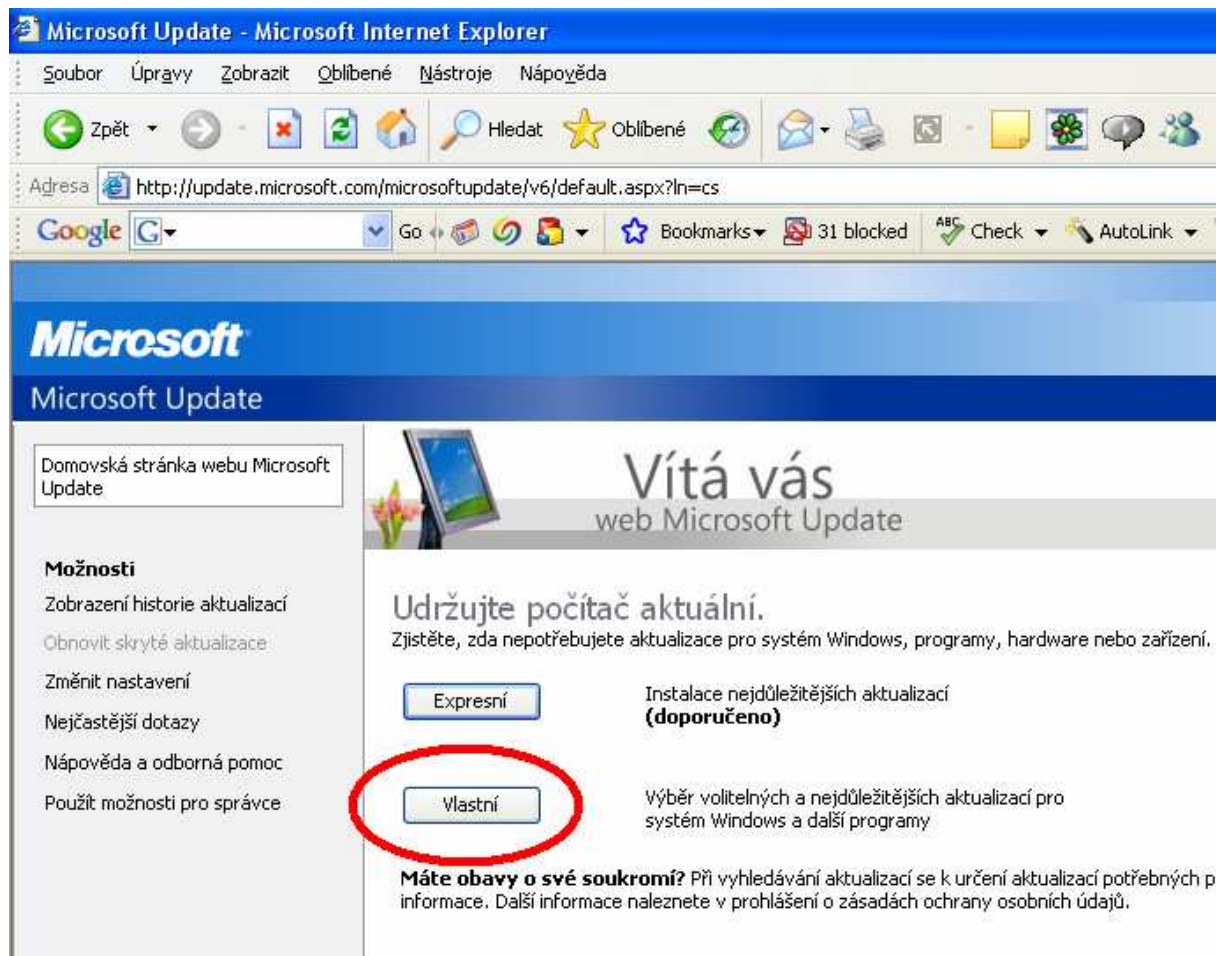 Microsoft Update - Microsoft Internet Explorer
Soubor Úpravy Zobrazit Oblíbené Nástroje Nápověda
Zpět Hledat Oblíbené
Adresa http://update.microsoft.com/microsoftupdate/v6/default.aspx?ln=cs
Google G Go Bookmarks 31 blocked ABC Check AutoLink
Microsoft
Microsoft Update
Domovská stránka webu Microsoft
Update
Možnosti
Zobrazení historie aktualizací
Obnovit skryté aktualizace
Změnit nastavení
Nejčastější dotazy
Nápověda a odborná pomoc
Použít možnosti pro správce
Vítá vás
web Microsoft Update
Udržujte počítač aktuální.
Zjistěte, zda nepotřebujete aktualizace pro systém Windows, programy, hardware nebo zařízení.
Expresní
Instalace nejdůležitějších aktualizací
(doporučeno)
Vlastní
Výběr volitelných a nejdůležitějších aktualizací pro
systém Windows a další programy
Máte obavy o své soukromí? Při vyhledávání aktualizací se k určení aktualizací potřebných p
informace. Další informace naleznete v prohlášení o zásadách ochrany osobních údajů.